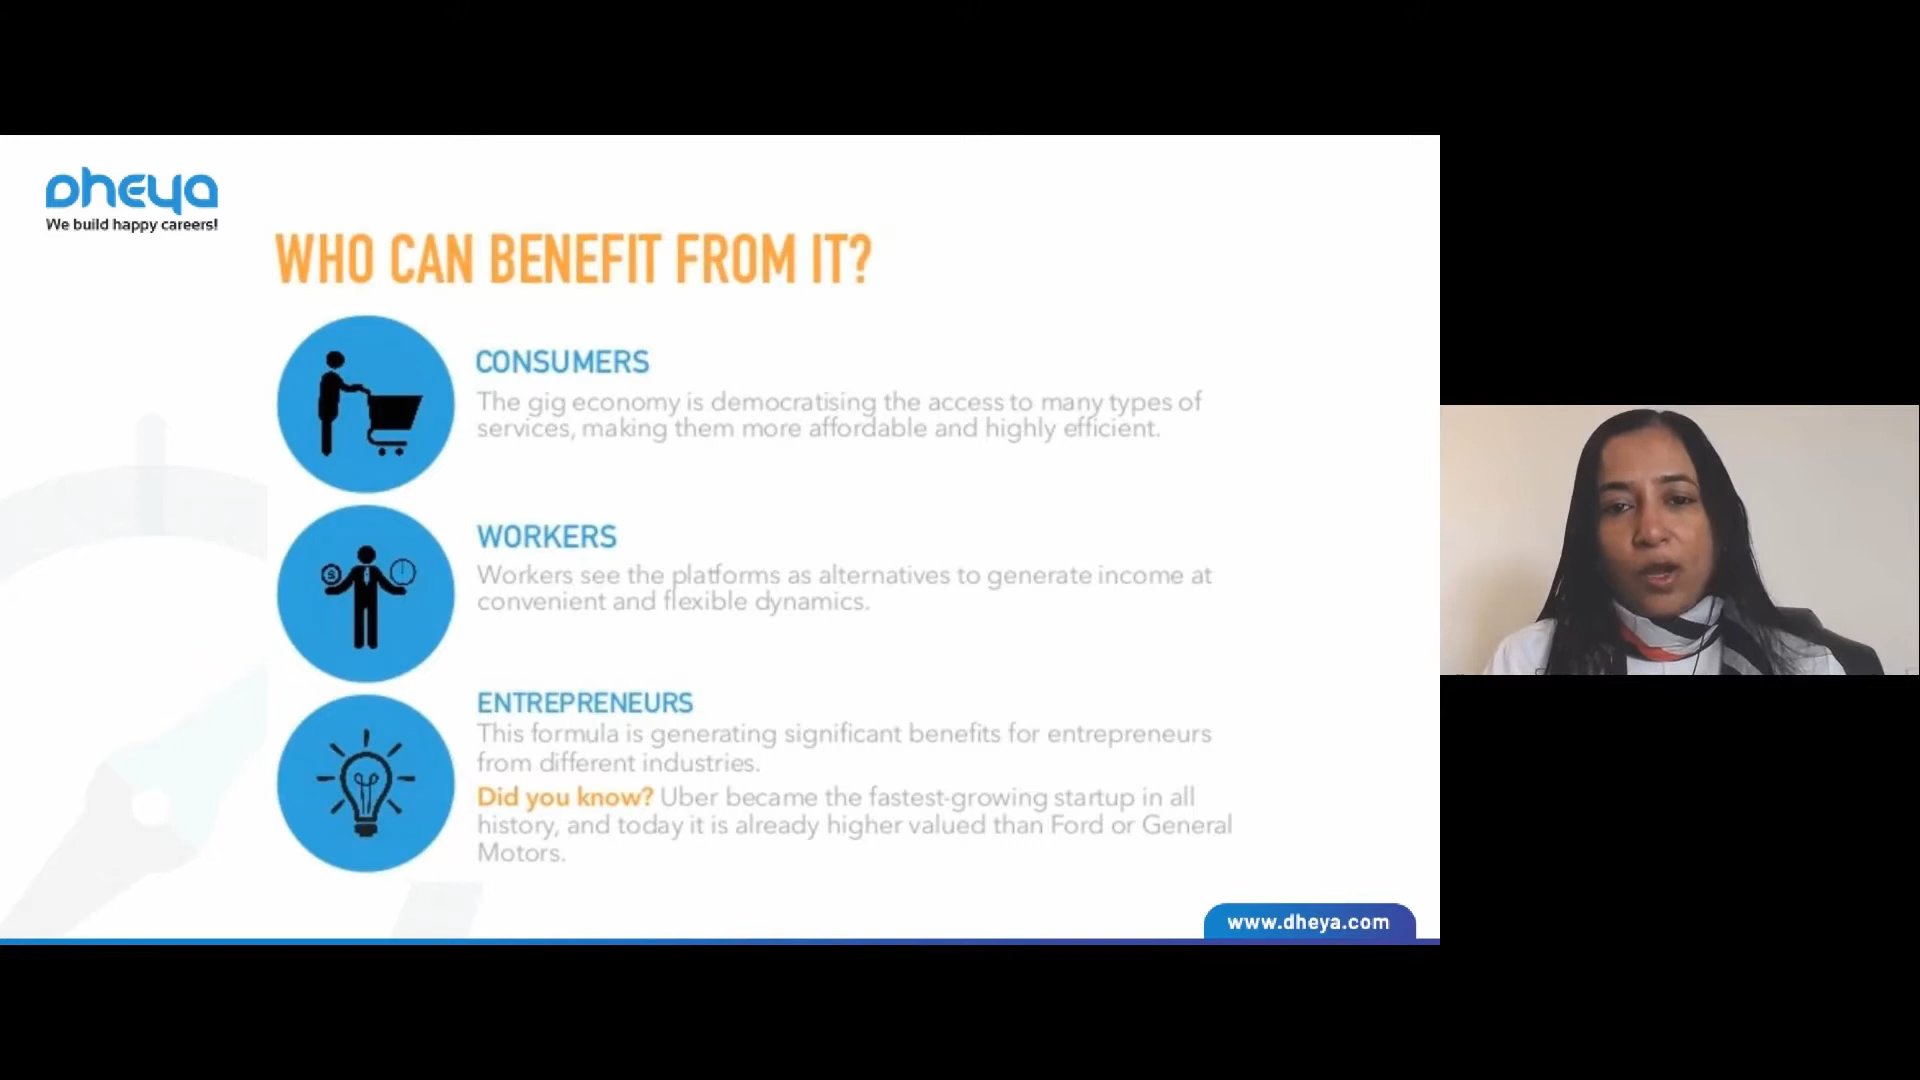 Dheya
We build happy careers!
WHO CAN BENEFIT FROM IT?
CONSUMERS
The gig economy is democratising the access to many types of
services, making them more affordable and highly efficient.
WORKERS
Workers see the platforms as alternatives to generate income at
convenient and flexible dynamics.
ENTREPRENEURS
This formula is generating significant benefits for entrepreneurs
from different industries.
Did you know? Uber became the fastest-growing startup in all
history, and today it is already higher valued than Ford or General
Motors.
www.dheya.com